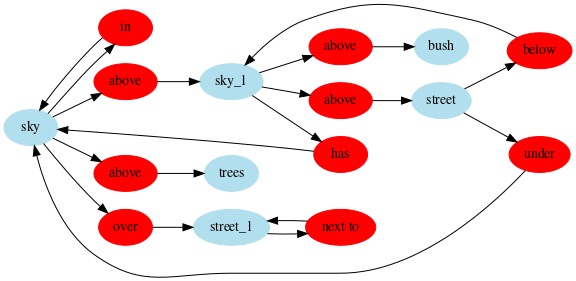 in
above
bush
below
above
sky_1
above
street
sky
has
under
above
trees
over
street_1
next to